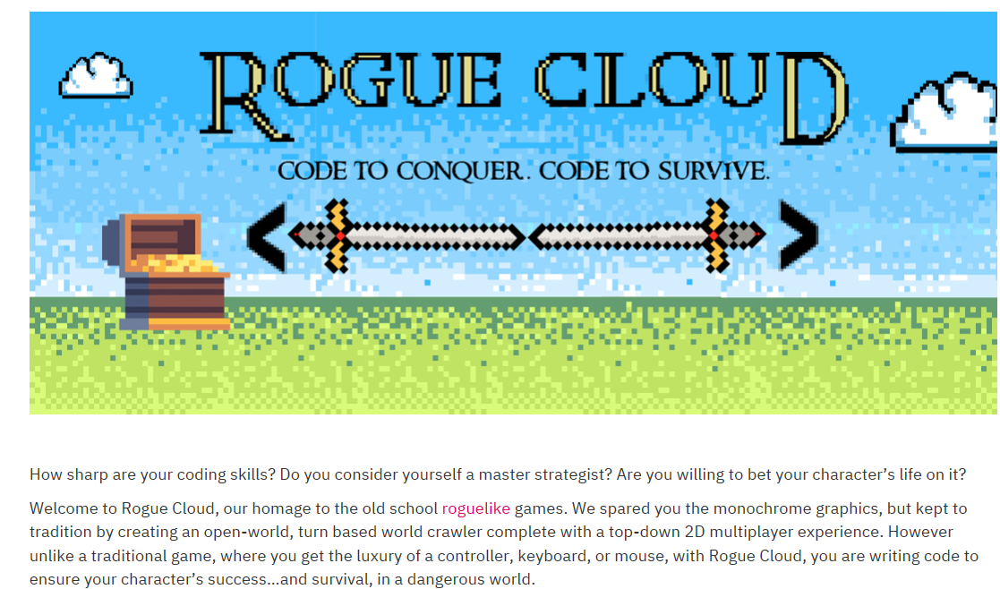 ROGUE CLOUD
CODE TO CONQUER. CODE TO SURVIVE.
How sharp are your coding skills? Do you consider yourself a master strategist? Are you willing to bet your character’s life on it?
Welcome to Rogue Cloud, our homage to the old school roguelike games. We spared you the monochrome graphics, but kept to
tradition by creating an open-world, turn based world crawler complete with a top-down 2D multiplayer experience. However
unlike a traditional game, where you get the luxury of a controller, keyboard, or mouse, with Rogue Cloud, you are writing code to
ensure your character’s success…and survival, in a dangerous world.